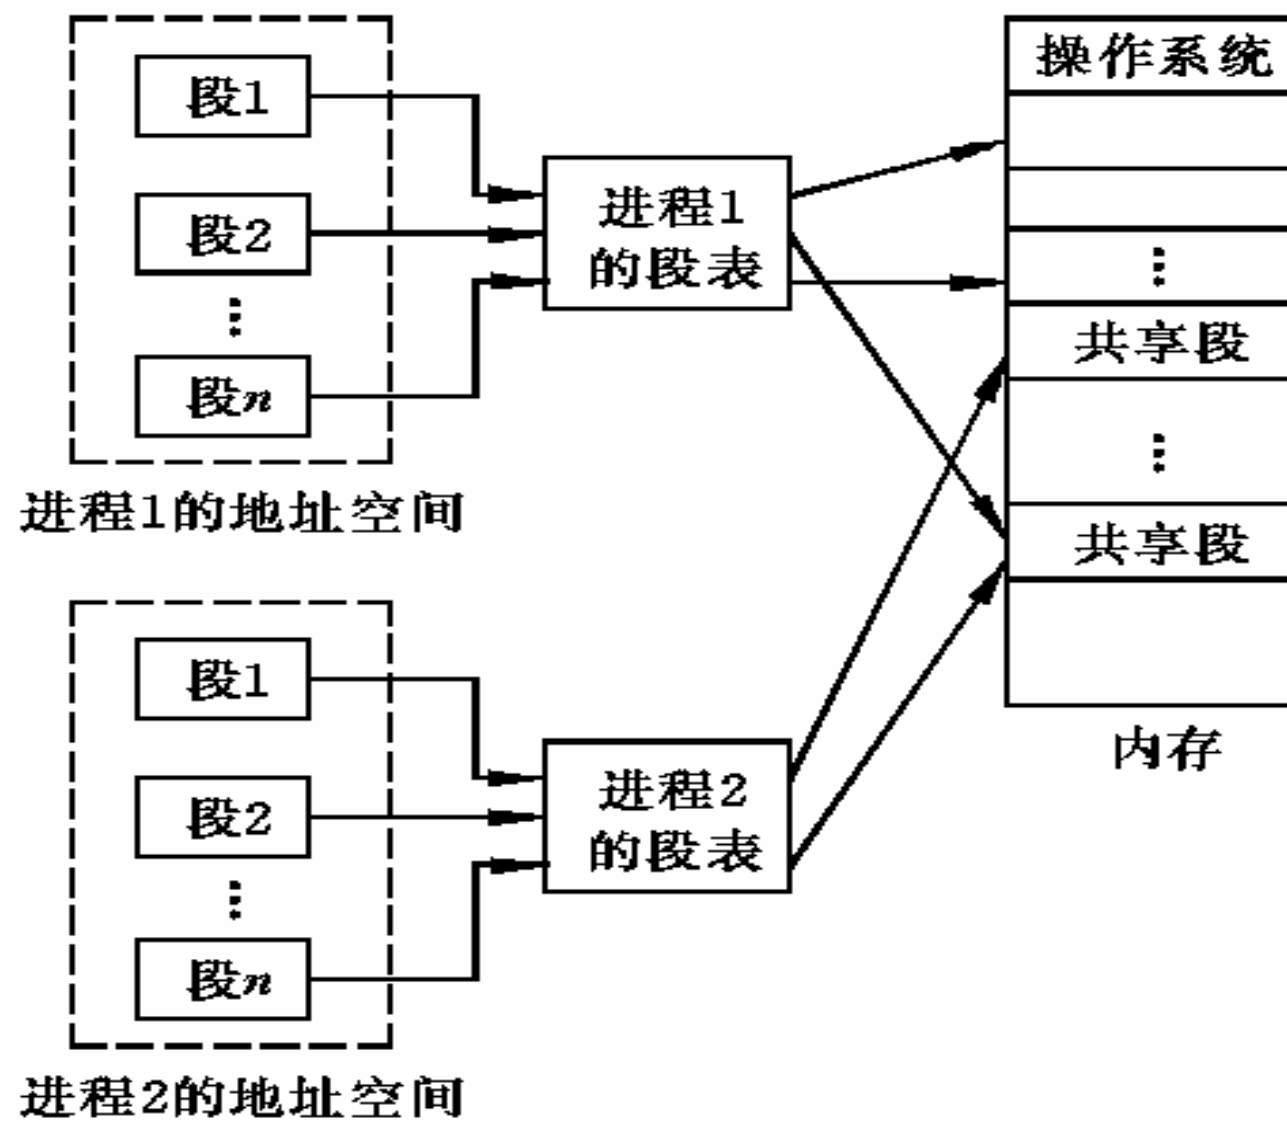 段1
段2
⋮
段n
进程1的地址空间
进程1
的段表
段1
段2
⋮
段n
进程2的地址空间
进程2
的段表
操作系统
⋮
共享段
⋮
共享段
内存